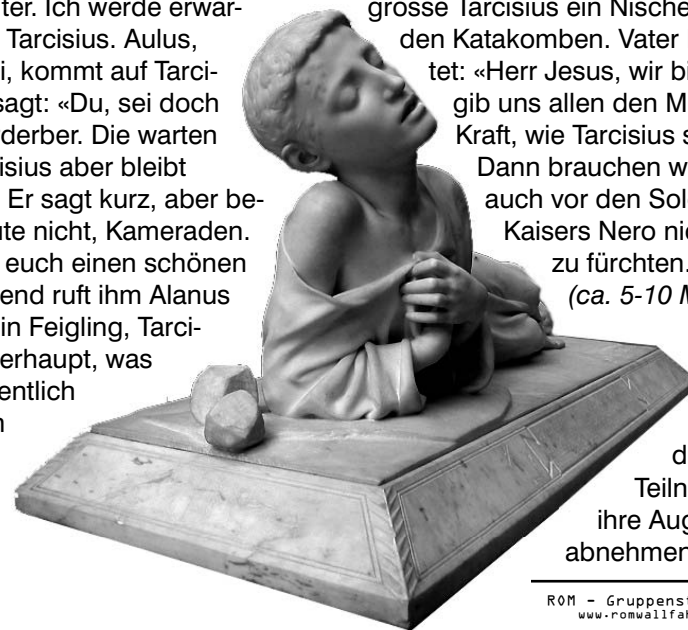 ter. Ich werde erwar-
Tarcisius. Aulus,
i, kommt auf Tarci-
sagt: «Du, sei doch
derber. Die warten
isius aber bleibt
Er sagt kurz, aber be-
ute nicht, Kameraden.
euch einen schönen
end ruft ihm Alanus
in Feigling, Tarci-
erhaupt, was
entlich
grosse Tarcisius ein Nische
den Katakomben. Vater
tet: «Herr Jesus, wir bi
gib uns allen den M
Kraft, wie Tarcisius s
Dann brauchen w
auch vor den Sol
Kaisers Nero nic
zu fürchten.
(ca. 5-10 M
d
Teiln
ihre Aug
abnehmen
ROM - Gruppenst
www.romwallfah